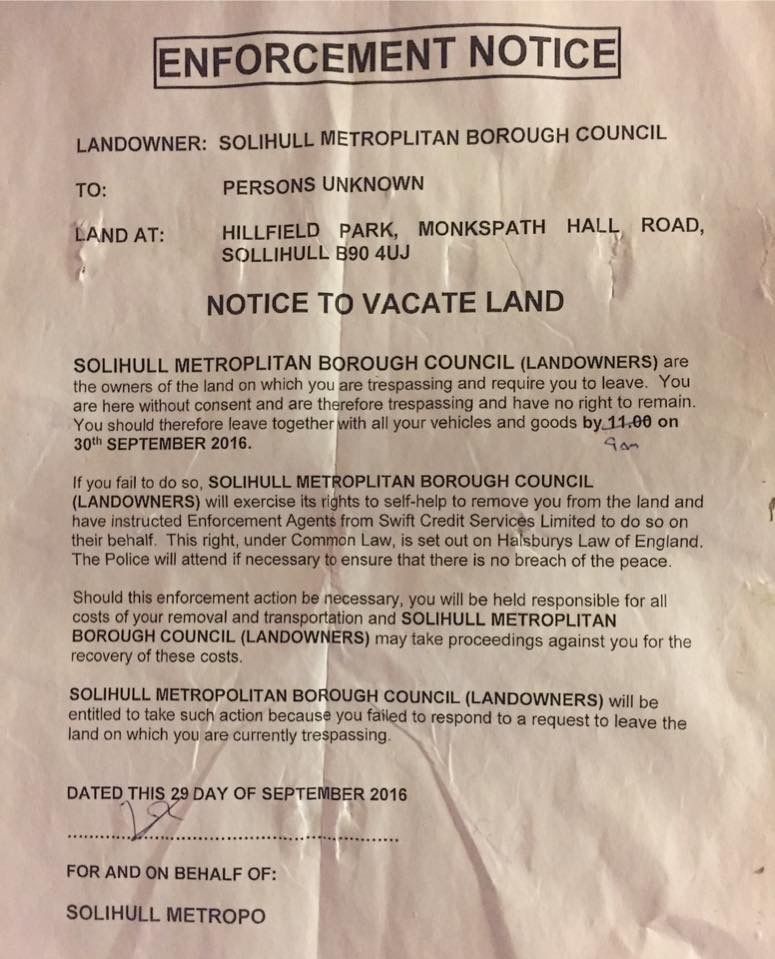 ENFORCEMENT NOTICE
LANDOWNER: SOLIHULL METROPLITAN BOROUGH COUNCIL
TO: PERSONS UNKNOWN
LAND AT: HILLFIELD PARK, MONKSPATH HALL ROAD,
SOLLIHULL B90 4UJ
NOTICE TO VACATE LAND
SOLIHULL METROPLITAN BOROUGH COUNCIL (LANDOWNERS) are
the owners of the land on which you are trespassing and require you to leave. You
are here without consent and are therefore trespassing and have no right to remain.
You should therefore leave together with all your vehicles and goods by 11.00 on
9am
30th SEPTEMBER 2016.
If you fail to do so, SOLIHULL METROPLITAN BOROUGH COUNCIL
(LANDOWNERS) will exercise its rights to self-help to remove you from the land and
have instructed Enforcement Agents from Swift Credit Services Limited to do so on
their behalf. This right, under Common Law, is set out on Halsburys Law of England.
The Police will attend if necessary to ensure that there is no breach of the peace.
Should this enforcement action be necessary, you will be held responsible for all
costs of your removal and transportation and SOLIHULL METROPLITAN
BOROUGH COUNCIL (LANDOWNERS) may take proceedings against you for the
recovery of these costs.
SOLIHULL METROPOLITAN BOROUGH COUNCIL (LANDOWNERS) will be
entitled to take such action because you failed to respond to a request to leave the
land on which you are currently trespassing.
DATED THIS 29 DAY OF SEPTEMBER 2016
FOR AND ON BEHALF OF:
SOLIHULL METROPO